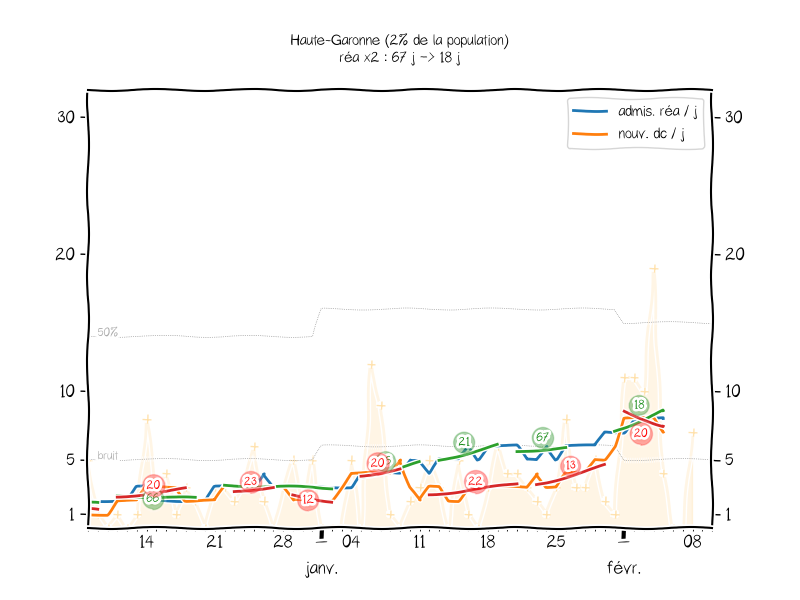 Haute-Garonne (2% de la population)
réa x2 : 67 j -> 18 j
admis. réa / j
nouv. dc / j
30 30
20 20
50%
10 10
bruit
5 5
1 1
18
20
21
67
20
13
22
23
12
20
66
14 21 28 04 11 18 25 08
janv. févr.